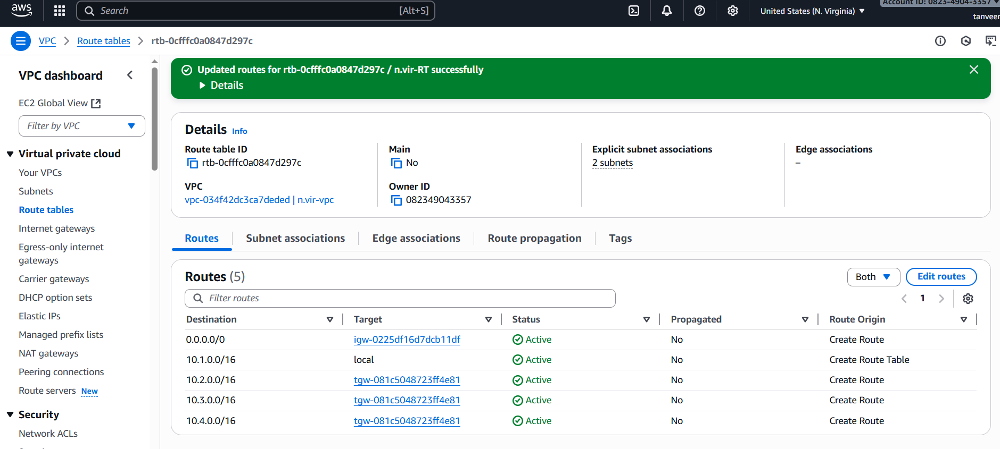 aws
Search
[Alt+S]
United States (N. Virginia)
Account ID: 0823-4904-3357
tanveer
VPC
Route tables
rtb-0cfffc0a0847d297c
VPC dashboard
EC2 Global View
Filter by VPC
Virtual private cloud
Your VPCs
Subnets
Route tables
Internet gateways
Egress-only internet
gateways
Carrier gateways
DHCP option sets
Elastic IPs
Managed prefix lists
NAT gateways
Peering connections
Route servers New
Security
Network ACLs
Updated routes for rtb-0cfffc0a0847d297c / n.vir-RT successfully
Details
Details Info
Route table ID
rtb-0cfffc0a0847d297c
Main
No
Explicit subnet associations
2 subnets
Edge associations
–
VPC
vpc-034f42dc3ca7deded | n.vir-vpc
Owner ID
082349043357
Routes Subnet associations Edge associations Route propagation Tags
Routes (5)
Both
Edit routes
Filter routes
1
Destination Target Status Propagated Route Origin
0.0.0.0/0 igw-0225df16d7dcb11df Active No Create Route
10.1.0.0/16 local Active No Create Route Table
10.2.0.0/16 tgw-081c5048723ff4e81 Active No Create Route
10.3.0.0/16 tgw-081c5048723ff4e81 Active No Create Route
10.4.0.0/16 tgw-081c5048723ff4e81 Active No Create Route